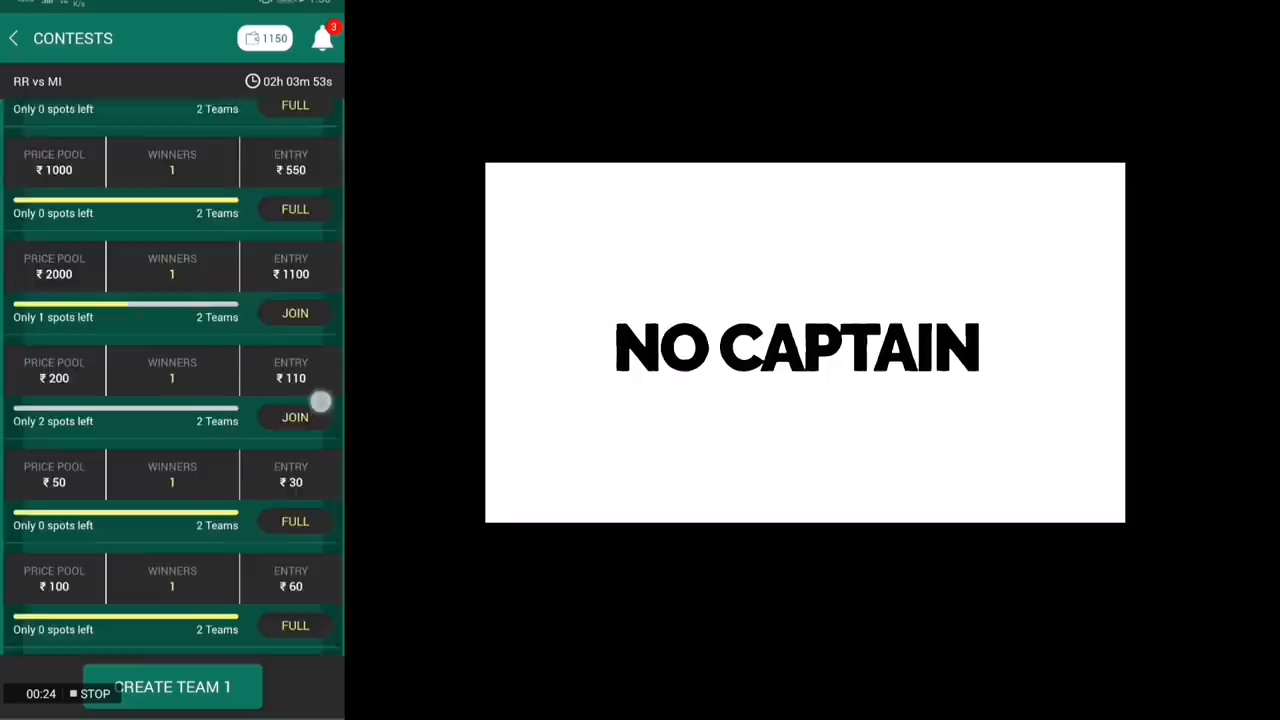 CONTESTS
1150
3
RR vs MI
02h 03m 53s
Only 0 spots left
2 Teams
FULL
PRICE POOL
WINNERS
ENTRY
₹ 1000
1
₹ 550
Only 0 spots left
2 Teams
FULL
PRICE POOL
WINNERS
ENTRY
₹ 2000
1
₹ 1100
Only 1 spots left
2 Teams
JOIN
PRICE POOL
WINNERS
ENTRY
₹ 200
1
₹ 110
Only 2 spots left
2 Teams
JOIN
PRICE POOL
WINNERS
ENTRY
₹ 50
1
₹ 30
Only 0 spots left
2 Teams
FULL
PRICE POOL
WINNERS
ENTRY
₹ 100
1
₹ 60
Only 0 spots left
2 Teams
FULL
CREATE TEAM 1
00:24
STOP
NO CAPTAIN